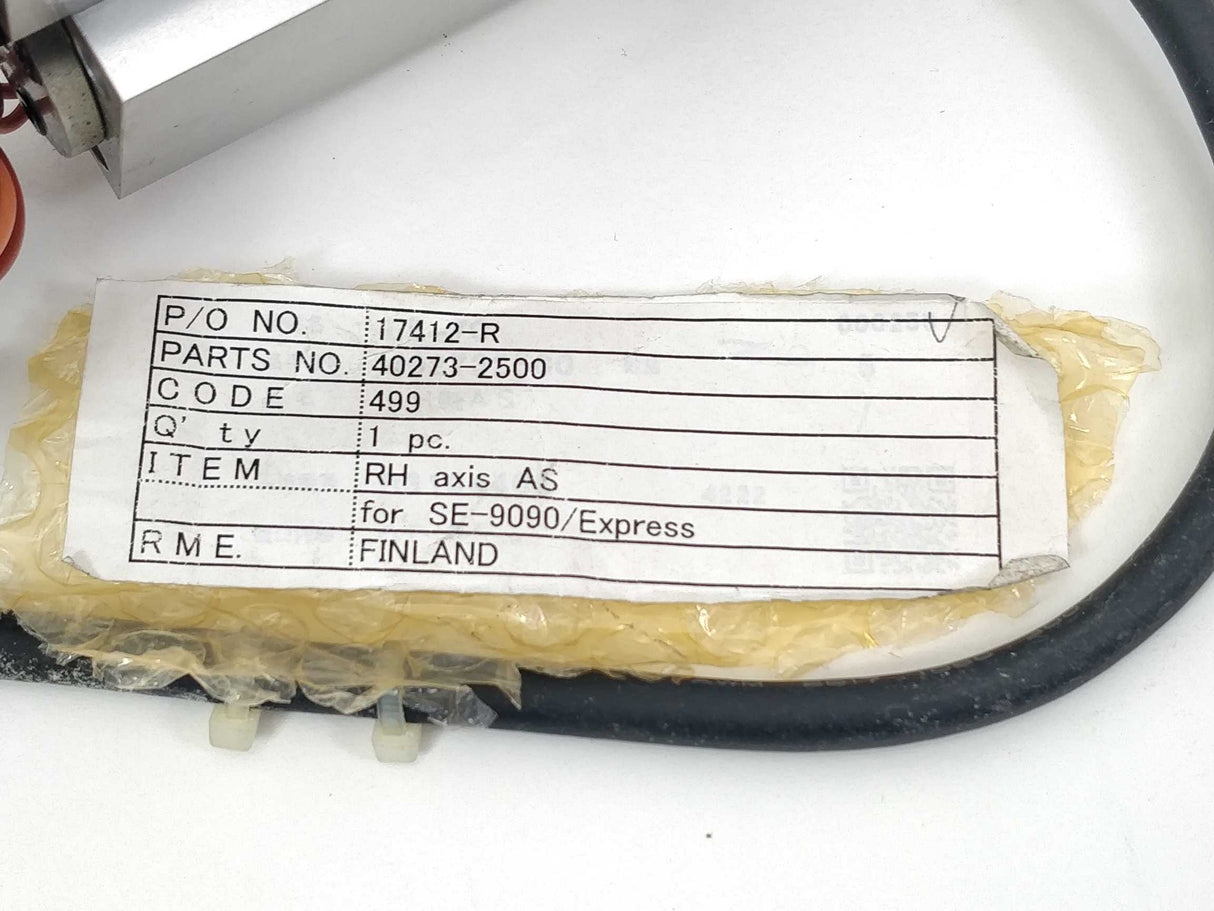 P/O NO. 17412-R
PARTS NO. 40273-2500
CODE 499
Q'ty 1 pc.
ITEM RH axis AS
for SE-9090/Express
RME. FINLAND